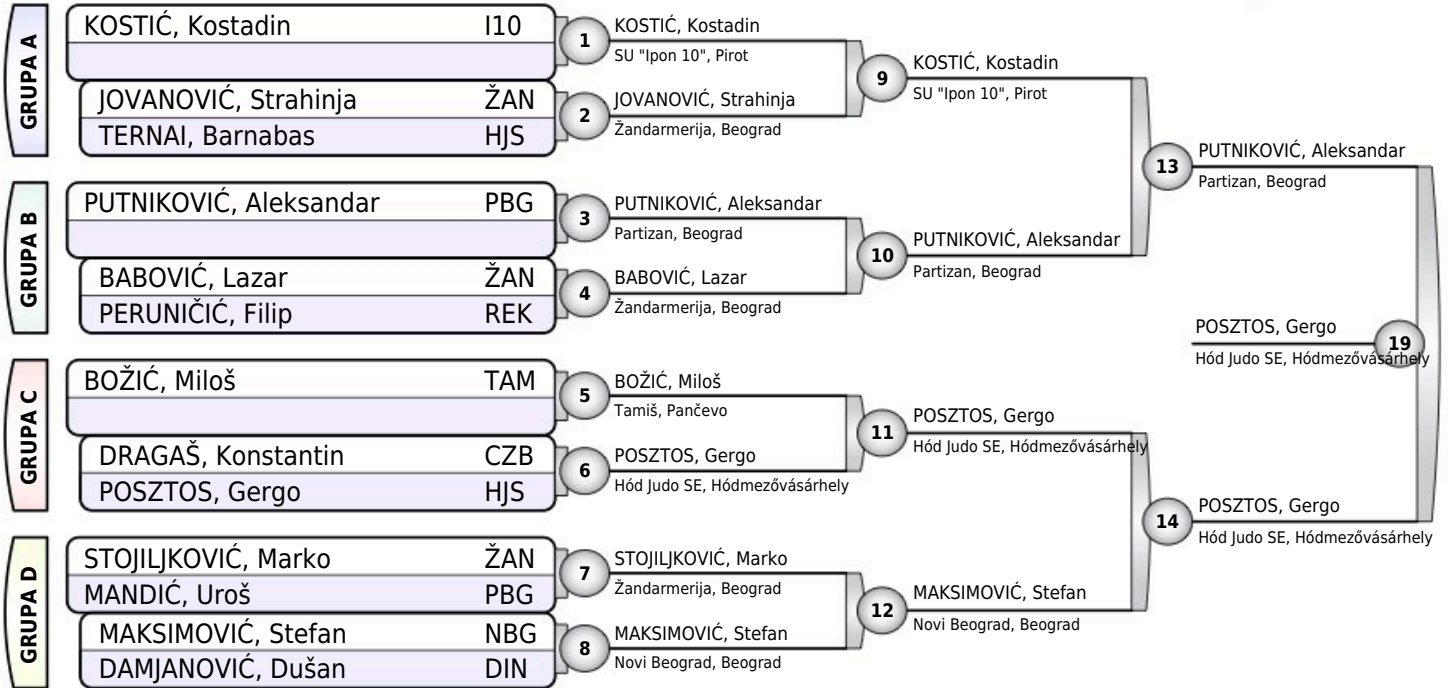 GRUPA A
KOSTIĆ, Kostadin I10
JOVANOVIĆ, Strahinja ŽAN
TERNAI, Barnabas HJS
GRUPA B
PUTNIKOVIĆ, Aleksandar PBG
BABOVIĆ, Lazar ŽAN
PERUNIČIĆ, Filip REK
GRUPA C
BOŽIĆ, Miloš TAM
DRAGAŠ, Konstantin CZB
POSZTOS, Gergo HJS
GRUPA D
STOJILJKOVIĆ, Marko ŽAN
MANDIĆ, Uroš PBG
MAKSIMOVIĆ, Stefan NBG
DAMJANOVIĆ, Dušan DIN
1
KOSTIĆ, Kostadin
SU "Ipon 10", Pirot
2
JOVANOVIĆ, Strahinja
Žandarmerija, Beograd
3
PUTNIKOVIĆ, Aleksandar
Partizan, Beograd
4
BABOVIĆ, Lazar
Žandarmerija, Beograd
5
BOŽIĆ, Miloš
Tamiš, Pančevo
6
POSZTOS, Gergo
Hód Judo SE, Hódmezővásárhely
7
STOJILJKOVIĆ, Marko
Žandarmerija, Beograd
8
MAKSIMOVIĆ, Stefan
Novi Beograd, Beograd
9
KOSTIĆ, Kostadin
SU "Ipon 10", Pirot
10
PUTNIKOVIĆ, Aleksandar
Partizan, Beograd
11
POSZTOS, Gergo
Hód Judo SE, Hódmezővásárhely
12
MAKSIMOVIĆ, Stefan
Novi Beograd, Beograd
13
PUTNIKOVIĆ, Aleksandar
Partizan, Beograd
14
POSZTOS, Gergo
Hód Judo SE, Hódmezővásárhely
POSZTOS, Gergo
19
Hód Judo SE, Hódmezővásárhely